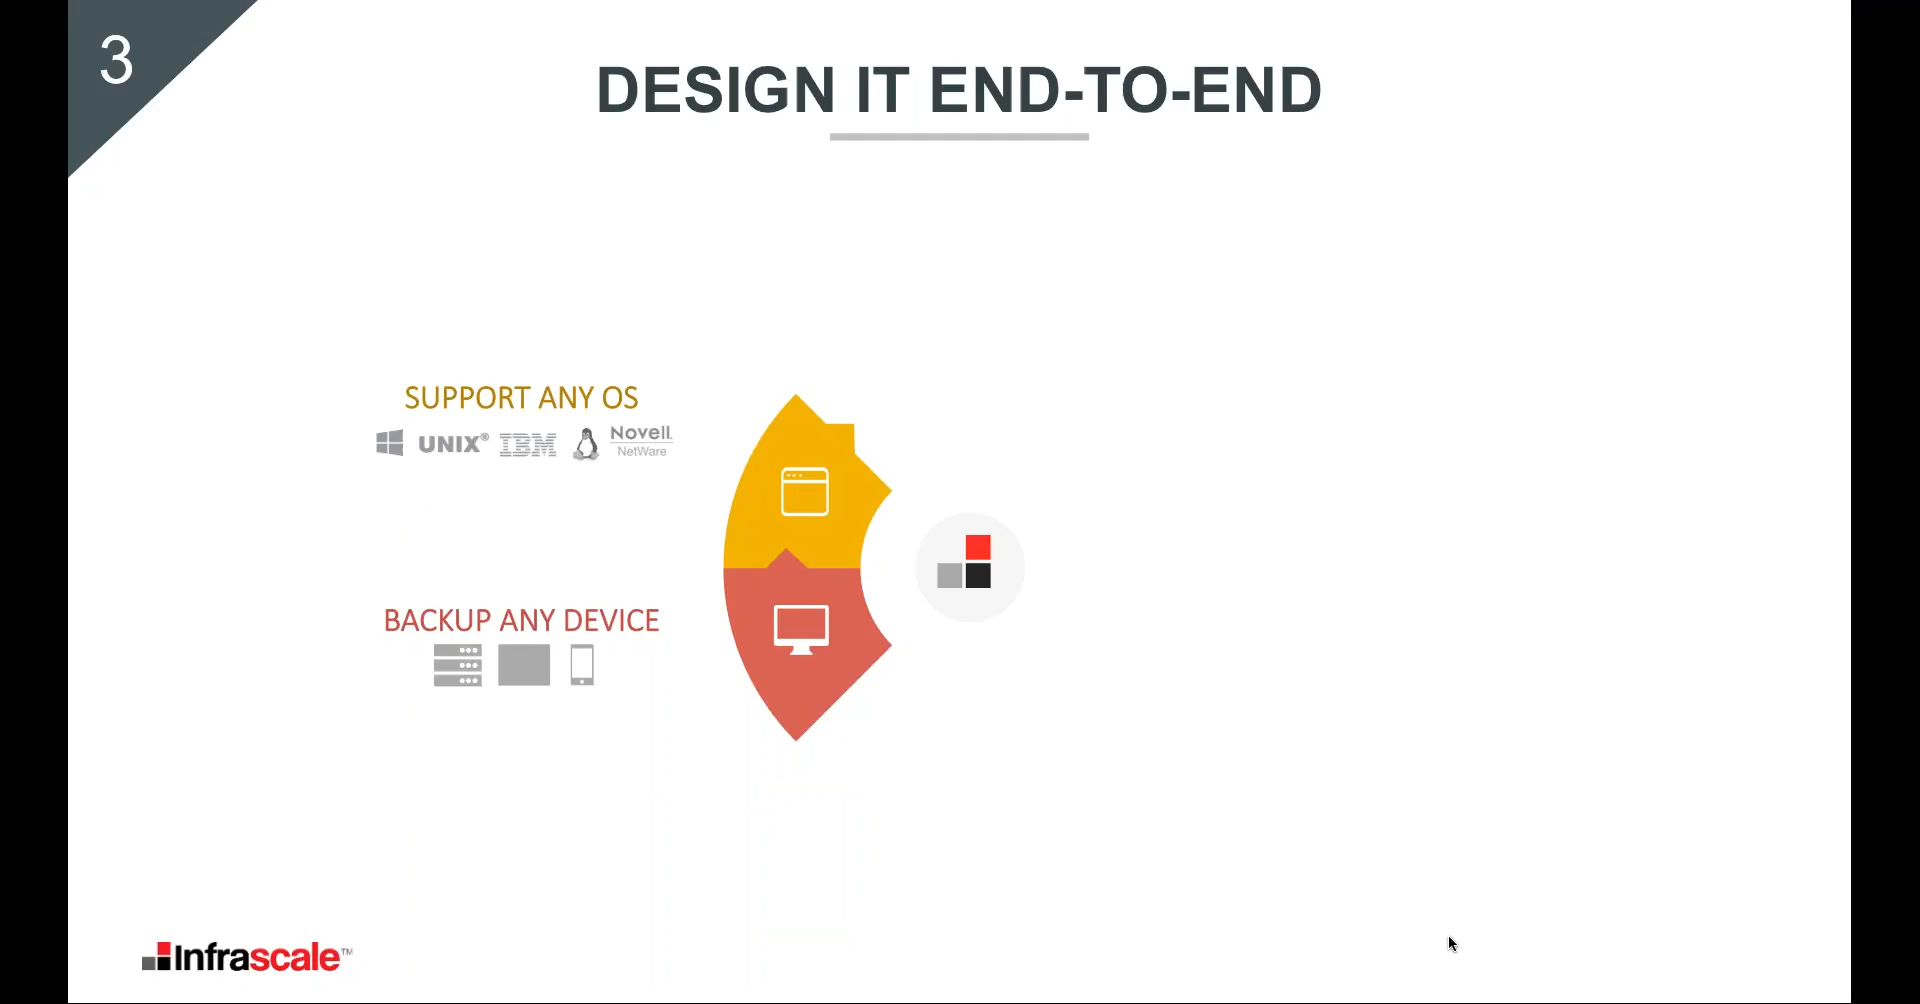 3
DESIGN IT END-TO-END
SUPPORT ANY OS
UNIX® IBM Novell.
NetWare
BACKUP ANY DEVICE
Infrascale™